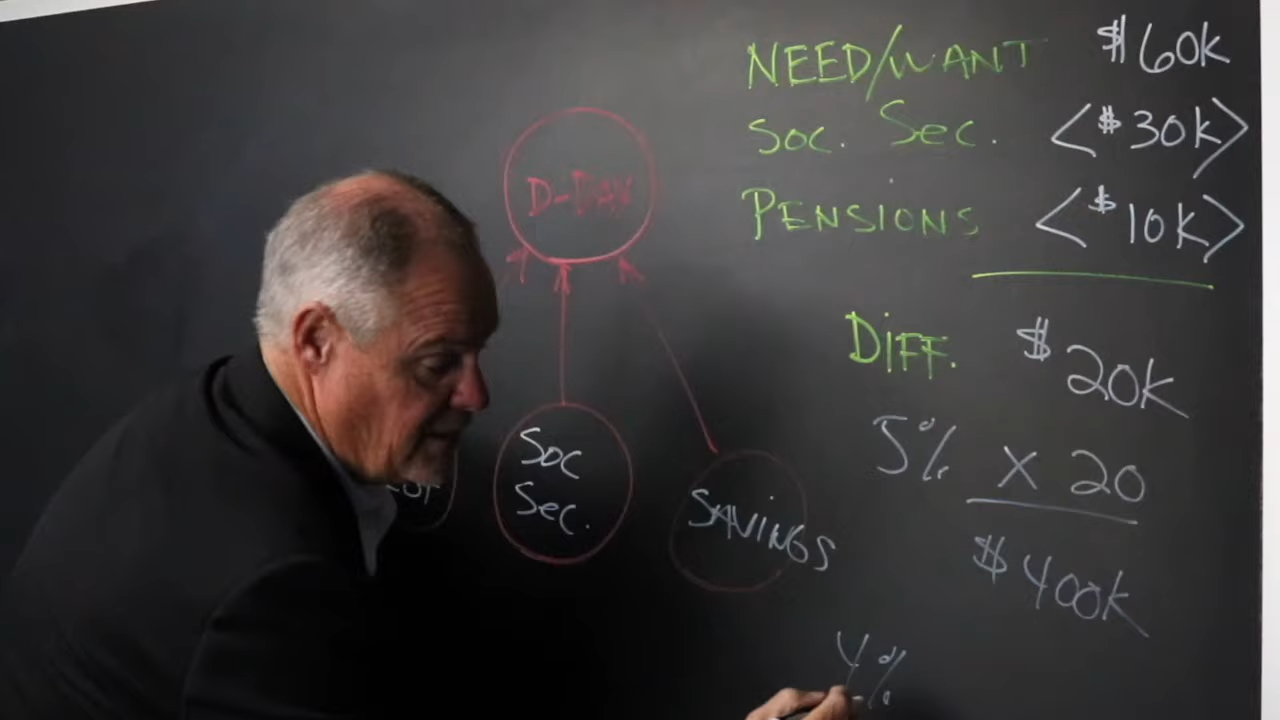 NEED/WANT $60K
Soc. Sec. <$30K>
PENSIONS <$10K>
DiFF. $20K
5% X 20
$400K
4%
D-DAY
Soc
Sec.
SAViNGS